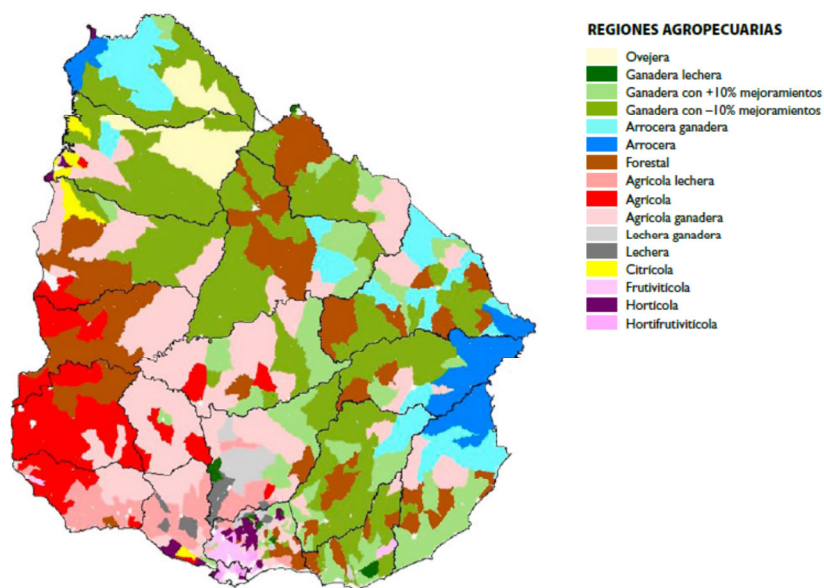 REGIONES AGROPECUARIAS
Ovejera
Ganadera lechera
Ganadera con +10% mejoramientos
Ganadera con –10% mejoramientos
Arrocera ganadera
Arrocera
Forestal
Agrícola lechera
Agrícola
Agrícola ganadera
Lechera ganadera
Lechera
Citrícola
Frutivitícola
Hortícola
Hortifrutivitícola